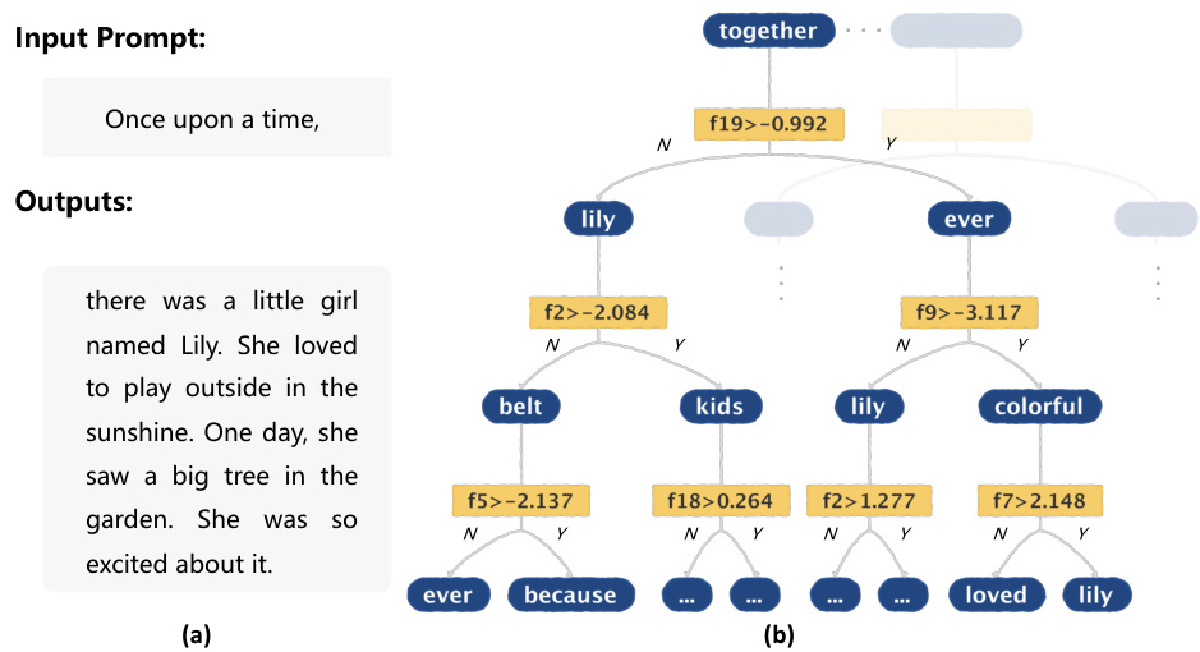 Input Prompt:
Once upon a time,
Outputs:
there was a little girl
named Lily. She loved
to play outside in the
sunshine. One day, she
saw a big tree in the
garden. She was so
excited about it.
(a)
together
f19>-0.992
N Y
lily ever
f2>-2.084 f9>-3.117
N Y N Y
belt kids lily colorful
f5>-2.137 f18>0.264 f2>1.277 f7>2.148
N Y N Y N Y N Y
ever because ... ... ... ... loved lily
(b)